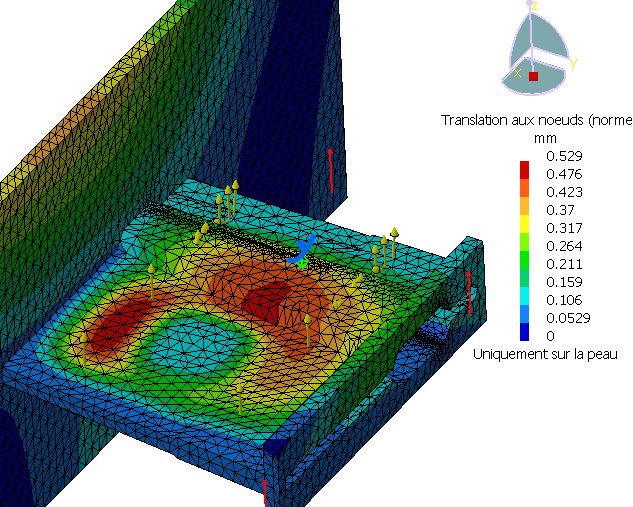 z
Y
X
Translation aux noeuds (norme
mm
0.529
0.476
0.423
0.37
0.317
0.264
0.211
0.159
0.106
0.0529
0
Uniquement sur la peau